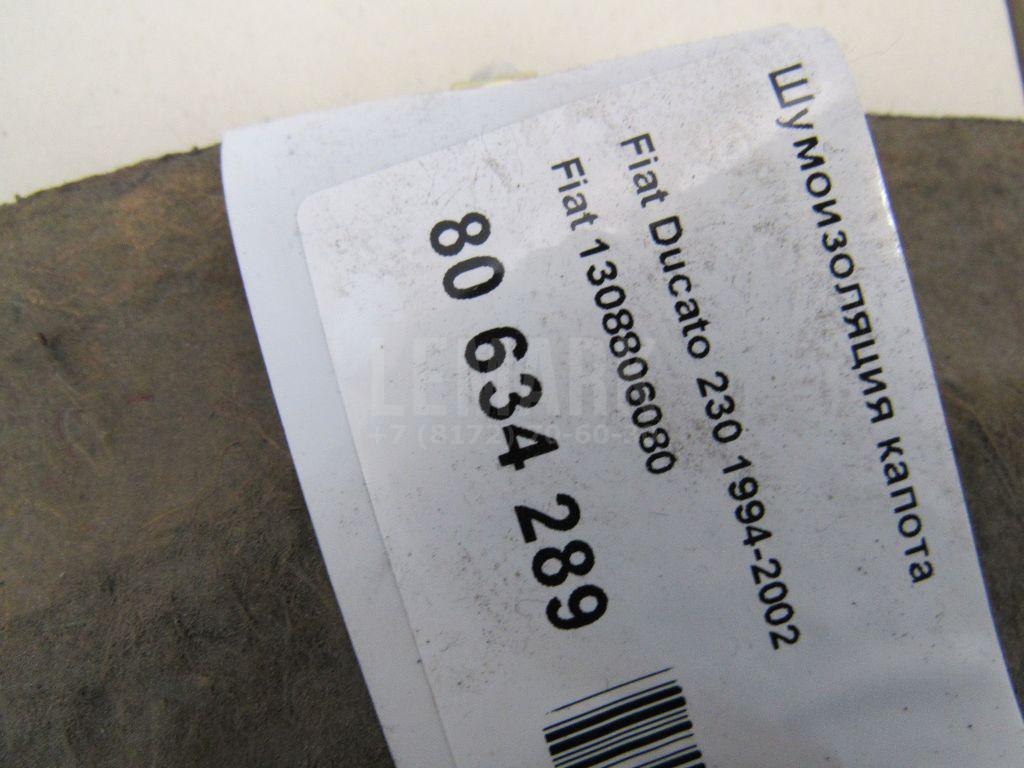 Шумоизоляция капота
Fiat Ducato 230 1994-2002
Fiat 1308806080
80 634 289